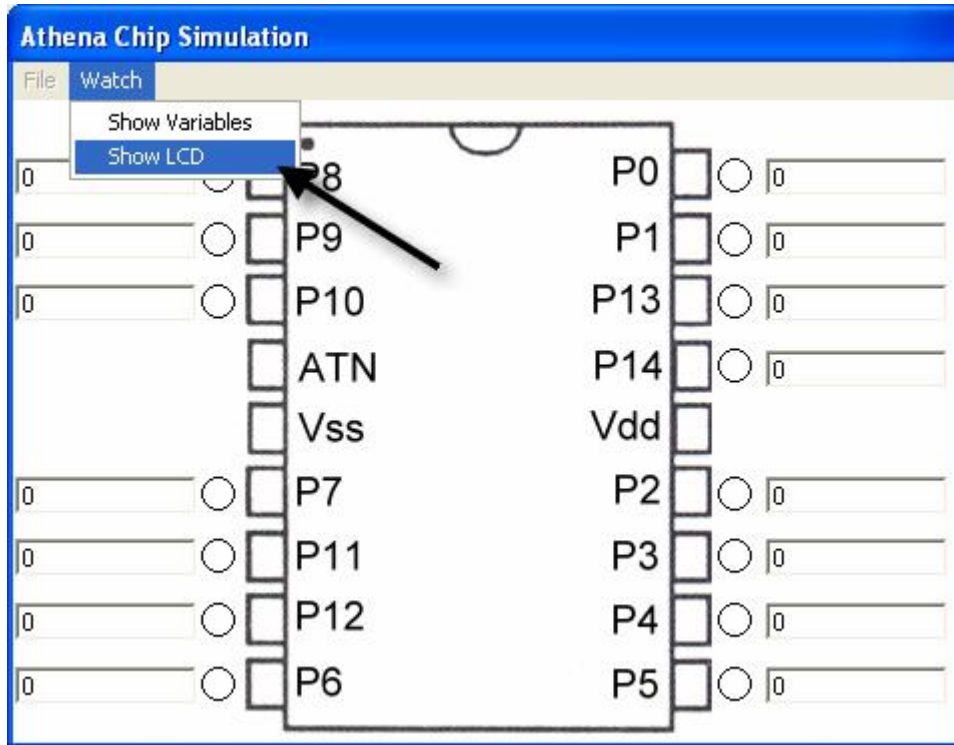 Athena Chip Simulation
File Watch
Show Variables
Show LCD
0 P8 P0 0
0 P9 P1 0
0 P10 P13 0
ATN P14 0
Vss Vdd
0 P7 P2 0
0 P11 P3 0
0 P12 P4 0
0 P6 P5 0